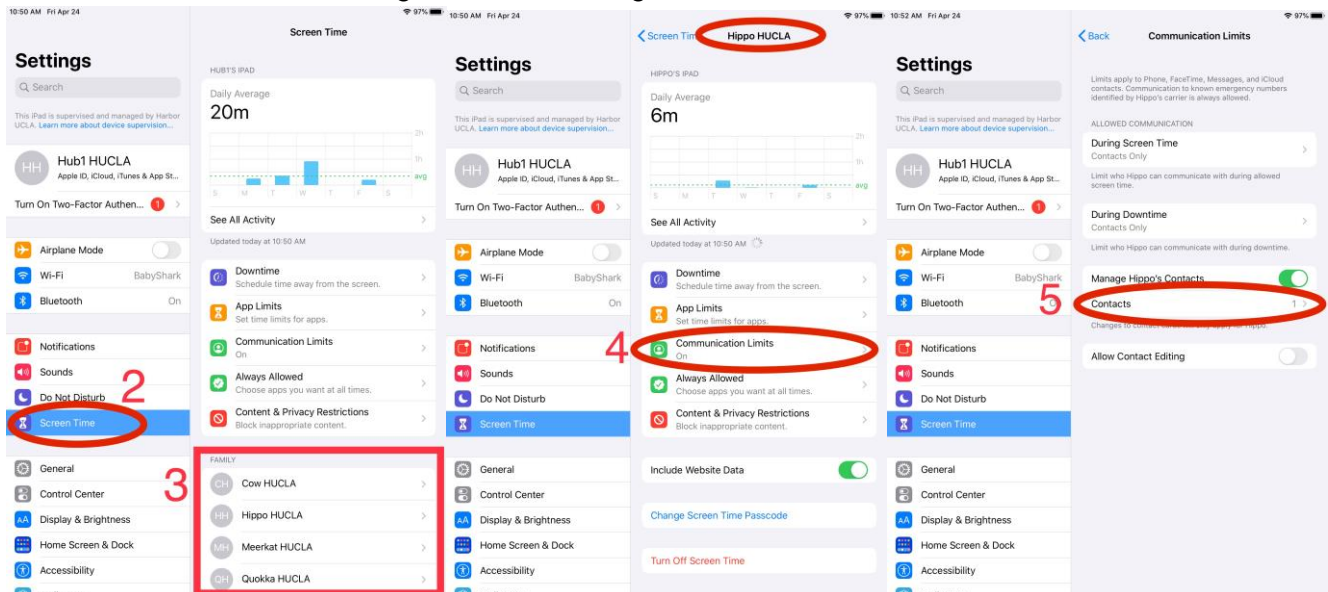 10:50 AM Fri Apr 24
97%
Settings
Search
This iPad is supervised and managed by Harbor
UCLA. Learn more about device supervision...
HH
Hub1 HUCLA
Apple ID, iCloud, iTunes & App St...
Turn On Two-Factor Authen... 1
Airplane Mode
Wi-Fi BabyShark
Bluetooth On
Notifications
Sounds
2
Do Not Disturb
Screen Time
General
Control Center
3
Display & Brightness
Home Screen & Dock
Accessibility
Screen Time
HUB1'S IPAD
Daily Average
20m
2h
1h
avg
S M T W T F S
See All Activity
Updated today at 10:50 AM
Downtime
Schedule time away from the screen.
App Limits
Set time limits for apps.
Communication Limits
On
Always Allowed
Choose apps you want at all times.
Content & Privacy Restrictions
Block inappropriate content.
FAMILY
CH Cow HUCLA
HH Hippo HUCLA
MH Meerkat HUCLA
QH Quokka HUCLA
10:50 AM Fri Apr 24
97%
Settings
Search
This iPad is supervised and managed by Harbor
UCLA. Learn more about device supervision...
HH
Hub1 HUCLA
Apple ID, iCloud, iTunes & App St...
Turn On Two-Factor Authen... 1
Airplane Mode
Wi-Fi BabyShark
Bluetooth On
Notifications
4
Sounds
Do Not Disturb
Screen Time
General
Control Center
Display & Brightness
Home Screen & Dock
Accessibility
Screen Tim
Hippo HUCLA
HIPPO'S IPAD
Daily Average
6m
2h
1h
avg
S M T W T F S
See All Activity
Updated today at 10:50 AM
Downtime
Schedule time away from the screen.
App Limits
Set time limits for apps.
Communication Limits
On
Always Allowed
Choose apps you want at all times.
Content & Privacy Restrictions
Block inappropriate content.
Include Website Data
Change Screen Time Passcode
Turn Off Screen Time
10:52 AM Fri Apr 24
97%
Settings
Search
This iPad is supervised and managed by Harbor
UCLA. Learn more about device supervision...
HH
Hub1 HUCLA
Apple ID, iCloud, iTunes & App St...
Turn On Two-Factor Authen... 1
Airplane Mode
Wi-Fi BabyShark
Bluetooth
5
Notifications
Sounds
Do Not Disturb
Screen Time
General
Control Center
Display & Brightness
Home Screen & Dock
Accessibility
Back
Communication Limits
Limits apply to Phone, FaceTime, Messages, and iCloud
contacts. Communication to known emergency numbers
identified by Hippo's carrier is always allowed.
ALLOWED COMMUNICATION
During Screen Time
Contacts Only
Limit who Hippo can communicate with during allowed
screen time.
During Downtime
Contacts Only
Limit who Hippo can communicate with during downtime.
Manage Hippo's Contacts
Contacts 1
Allow Contact Editing